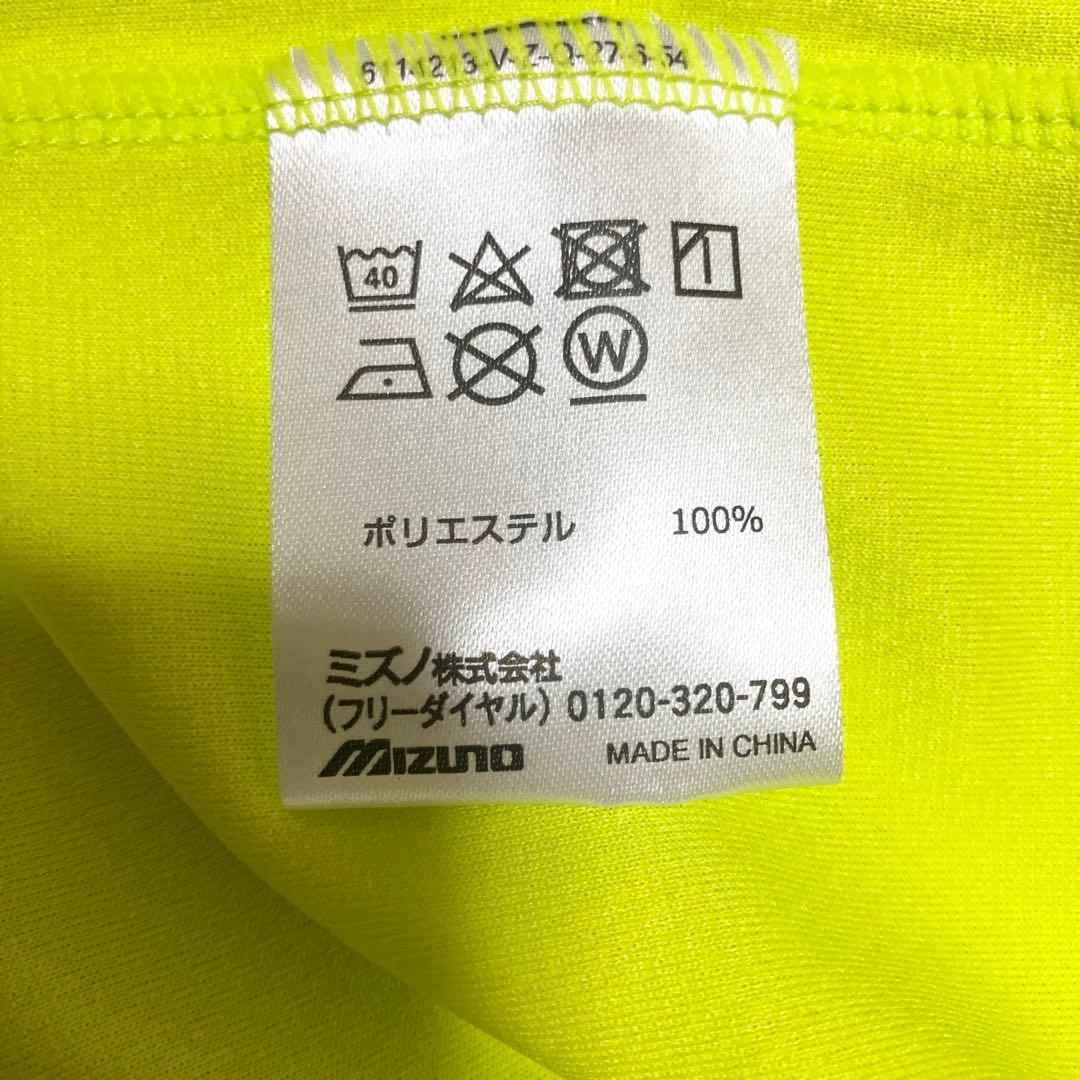 40
W
ポリエステル 100%
ミズノ株式会社
(フリーダイヤル) 0120-320-799
MIZUNO MADE IN CHINA